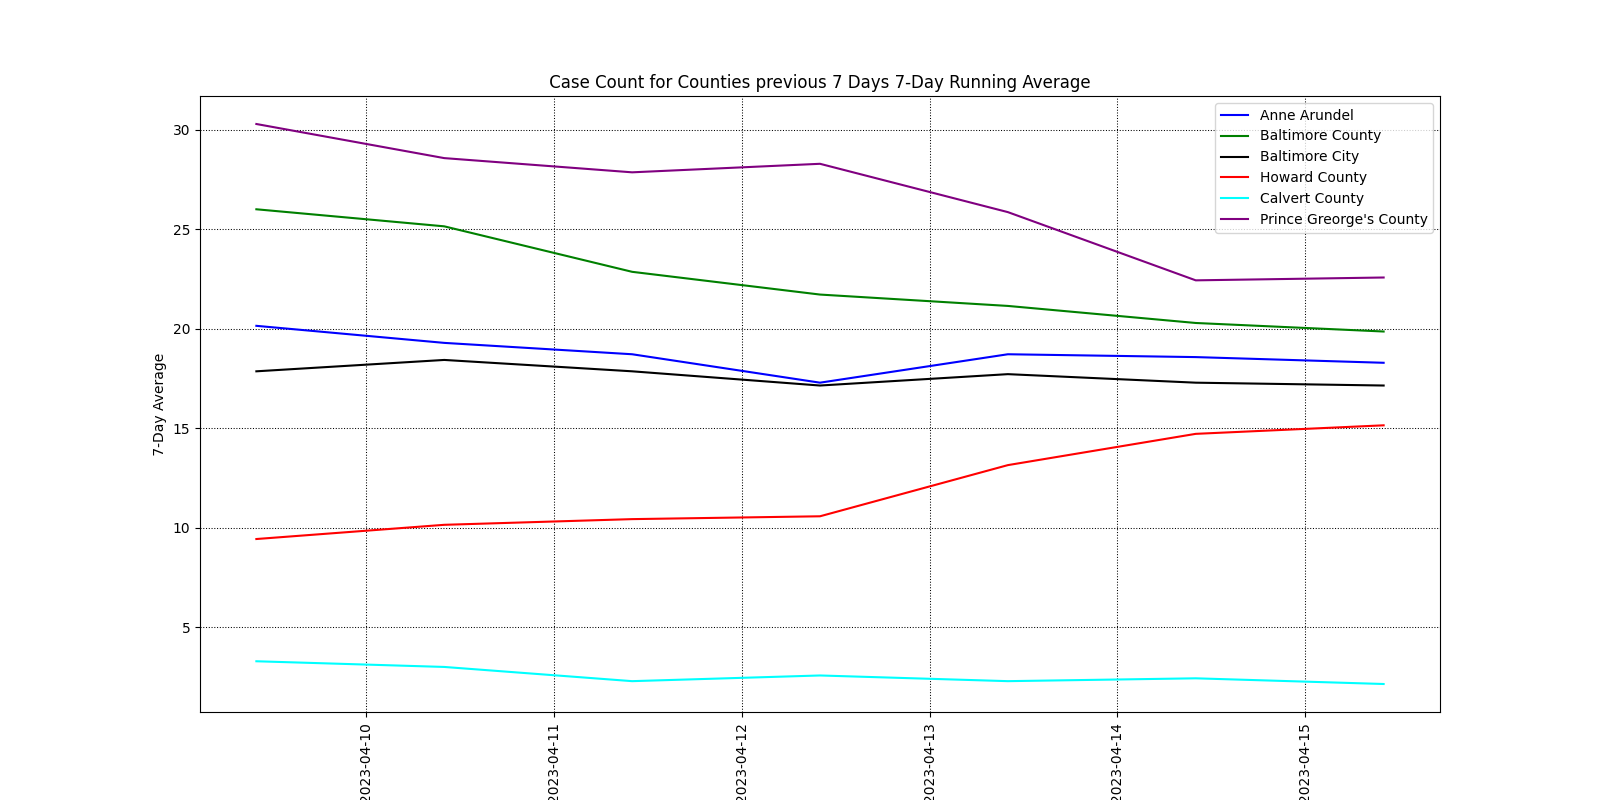 Case Count for Counties previous 7 Days 7-Day Running Average
Anne Arundel
Baltimore County
Baltimore City
Howard County
Calvert County
Prince Greorge's County
7-Day Average
30
25
20
15
10
5
2023-04-10
2023-04-11
2023-04-12
2023-04-13
2023-04-14
2023-04-15